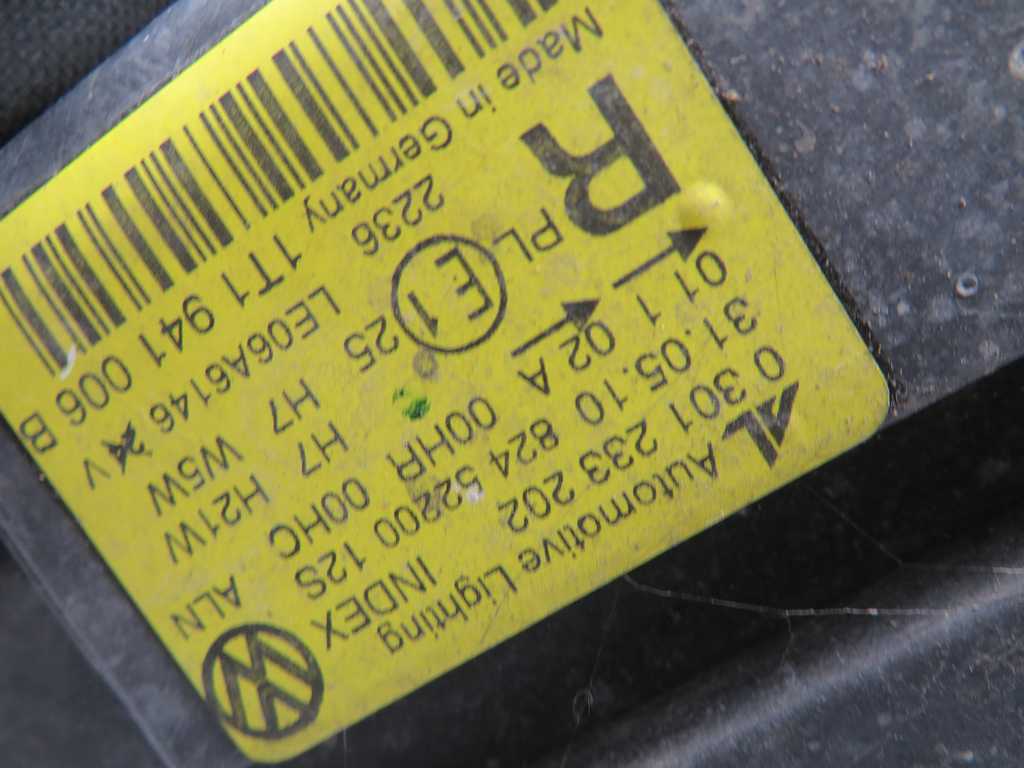 AL Automotive Lighting
0 301 233 202 INDEX
31.05.10 824 52200 12S ALN
01 1 02 A 00HR 00HC H21W
PL E1 25 H7 H7 W5W
R 2236 LE06A6146 24 V
Made in Germany 1T1 941 006 B